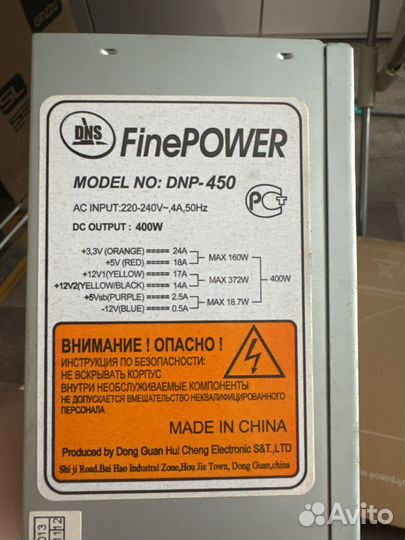 DNS
FinePOWER
MODEL NO: DNP-450
AC INPUT:220-240V~,4A,50Hz
DC OUTPUT : 400W
+3,3V (ORANGE) 24A
+5V (RED) 18A
MAX 160W
+12V1(YELLOW) 17A
+12V2(YELLOW/BLACK) 14A
MAX 372W
400W
+5Vsb(PURPLE) 2.5A
-12V(BLUE) 0.5A
MAX 18.7W
ВНИМАНИЕ ! ОПАСНО !
ИНСТРУКЦИЯ ПО БЕЗОПАСНОСТИ:
НЕ ВСКРЫВАТЬ КОРПУС
ВНУТРИ НЕОБСЛУЖИВАЕМЫЕ КОМПОНЕНТЫ
НЕ ДОПУСКАЕТСЯ ВМЕШАТЕЛЬСТВО НЕКВАЛИФИЦИРОВАННОГО
ПЕРСОНАЛА
MADE IN CHINA
Produced by Dong Guan Hui Cheng Electronic S&T.,LTD
Shi ji Road.Bai Hao Industral Zone,Hou Jie Town, Dong Guan,china
Avito